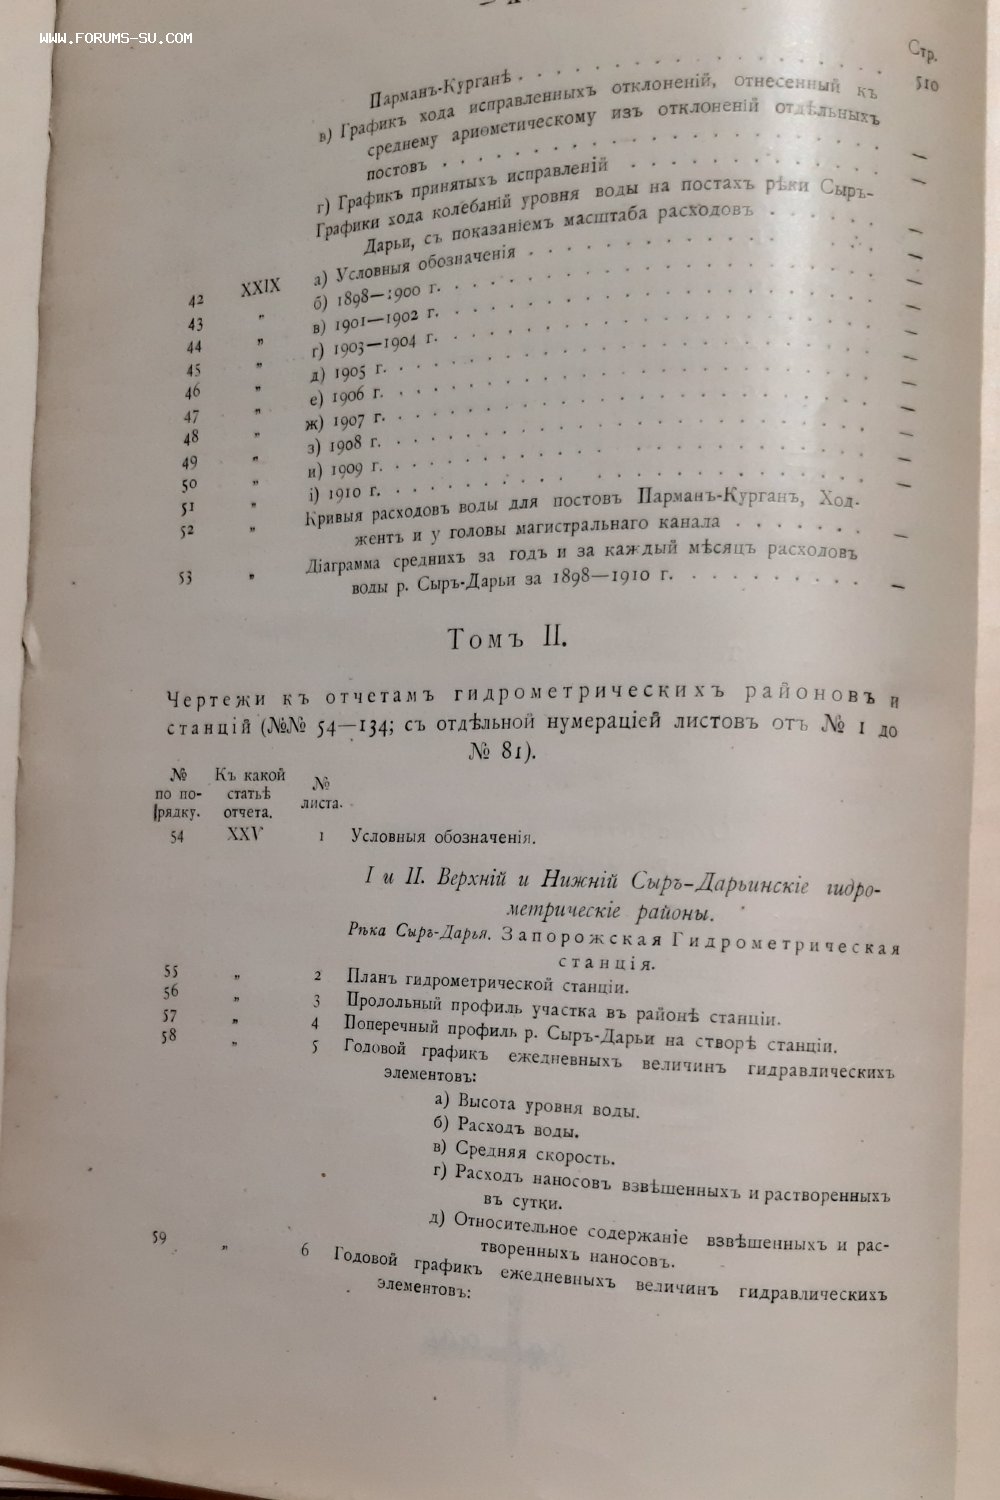 WWW.FORUMS-SU.COM
Стр.
Парманъ-Курганѣ . . . . . . . . . . . . . . . 510
в) Графикъ хода исправленныхъ отклоненій, отнесенный къ
среднему ариѳметическому изъ отклоненій отдѣльныхъ
постовъ . . . . . . . . . . . . . . . —
г) Графикъ принятыхъ исправленій . . . . . . . . . —
Графики хода колебаній уровня воды на постахъ рѣки Сыръ-
Дарьи, съ показаніемъ масштаба расходовъ . . . . . . —
42 XXIX а) Условныя обозначенія . . . . . . . . . . . . —
43 „ б) 1898—1900 г. . . . . . . . . . . . . . . —
44 „ в) 1901—1902 г. . . . . . . . . . . . . . . —
45 „ г) 1903—1904 г. . . . . . . . . . . . . . . —
46 „ д) 1905 г. . . . . . . . . . . . . . . . —
47 „ е) 1906 г. . . . . . . . . . . . . . . . —
48 „ ж) 1907 г. . . . . . . . . . . . . . . . —
49 „ з) 1908 г. . . . . . . . . . . . . . . . —
50 „ и) 1909 г. . . . . . . . . . . . . . . . —
51 „ і) 1910 г. . . . . . . . . . . . . . . . —
52 „ Кривыя расходовъ воды для постовъ Парманъ-Курганъ, Ход-
жентъ и у головы магистральнаго канала . . . . . . . —
53 „ Діаграмма среднихъ за годъ и за каждый мѣсяцъ расходовъ
воды р. Сыръ-Дарьи за 1898—1910 г. . . . . . . . . . —
Томъ II.
Чертежи къ отчетамъ гидрометрическихъ районовъ и
станцій (№№ 54—134; съ отдѣльной нумераціей листовъ отъ № 1 до
№ 81).
№ по по-рядку. Къ какой статьѣ отчета. № листа.
54 XXV 1 Условныя обозначенія.
I и II. Верхній и Нижній Сыръ-Дарьинскіе гидро-
метрическіе районы.
Рѣка Сыръ-Дарья. Запорожская Гидрометрическая
станція.
55 „ 2 Планъ гидрометрической станціи.
56 „ 3 Продольный профиль участка въ районѣ станціи.
57 „ 4 Поперечный профиль р. Сыръ-Дарьи на створѣ станціи.
58 „ 5 Годовой графикъ ежедневныхъ величинъ гидравлическихъ
элементовъ:
а) Высота уровня воды.
б) Расходъ воды.
в) Средняя скорость.
г) Расходъ наносовъ взвѣшенныхъ и растворенныхъ
въ сутки.
д) Относительное содержаніе взвѣшенныхъ и рас-
творенныхъ наносовъ.
59 „ 6 Годовой графикъ ежедневныхъ величинъ гидравлическихъ
элементовъ: